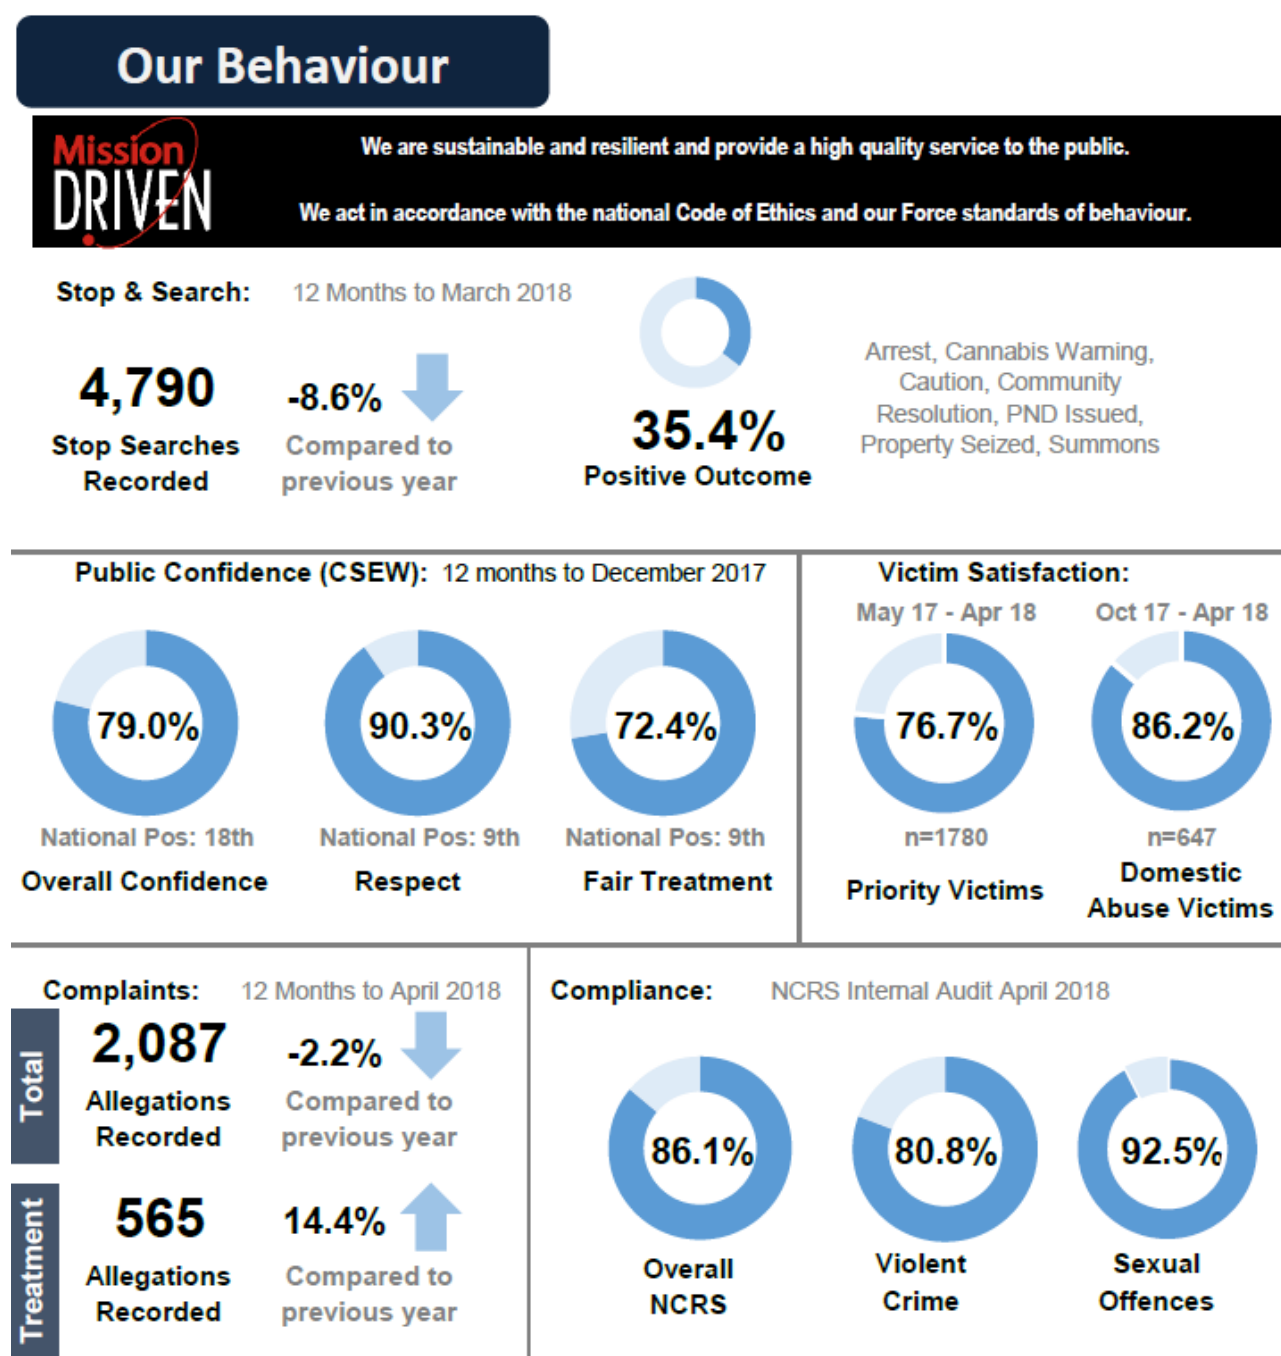 Our Behaviour
Mission
DRIVEN
We are sustainable and resilient and provide a high quality service to the public.
We act in accordance with the national Code of Ethics and our Force standards of behaviour.
Stop & Search: 12 Months to March 2018
4,790
Stop Searches
Recorded
-8.6%
Compared to
previous year
35.4%
Positive Outcome
Arrest, Cannabis Warning,
Caution, Community
Resolution, PND Issued,
Property Seized, Summons
Public Confidence (CSEW): 12 months to December 2017
79.0%
National Pos: 18th
Overall Confidence
90.3%
National Pos: 9th
Respect
72.4%
National Pos: 9th
Fair Treatment
Victim Satisfaction:
May 17 - Apr 18
76.7%
n=1780
Priority Victims
Oct 17 - Apr 18
86.2%
n=647
Domestic
Abuse Victims
Complaints: 12 Months to April 2018
Total
2,087
Allegations
Recorded
-2.2%
Compared to
previous year
Treatment
565
Allegations
Recorded
14.4%
Compared to
previous year
Compliance: NCRS Internal Audit April 2018
86.1%
Overall
NCRS
80.8%
Violent
Crime
92.5%
Sexual
Offences